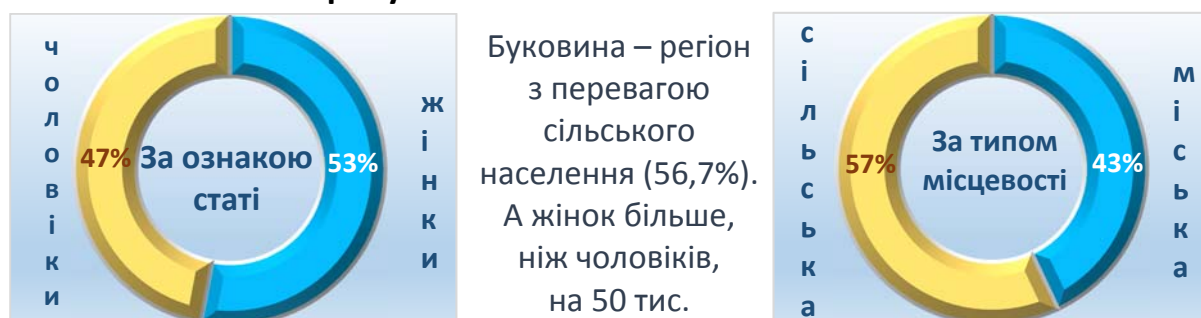 чоловіки
47%
За ознакою
статі
53%
жінки
Буковина – регіон
з перевагою
сільського
населення (56,7%).
А жінок більше,
ніж чоловіків,
на 50 тис.
сільська
57%
За типом
місцевості
43%
міська